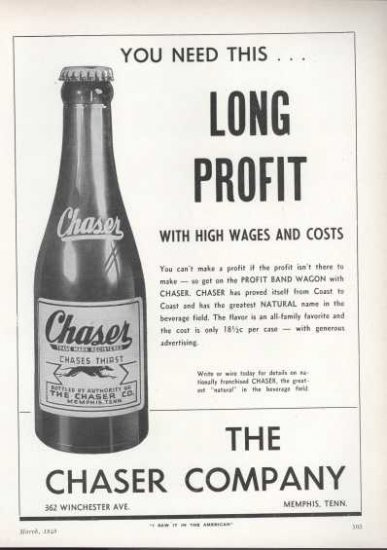 YOU NEED THIS . . .
LONG
PROFIT
WITH HIGH WAGES AND COSTS
You can't make a profit if the profit isn't there to
make — so get on the PROFIT BAND WAGON with
CHASER. CHASER has proved itself from Coast to
Coast and has the greatest NATURAL name in the
beverage field. The flavor is an all-family favorite and
the cost is only 18½c per case — with generous
advertising.
Write or wire today for details on na-
tionally franchised CHASER, the great-
est "natural" in the beverage field.
Chaser
Chaser
TRADE MARK REGISTERED
CHASES THIRST
BOTTLED BY AUTHORITY OF
THE CHASER CO.
MEMPHIS, TENN.
THE
CHASER COMPANY
362 WINCHESTER AVE.
MEMPHIS, TENN.
March, 
"I SAW IT IN THE AMERICAN"